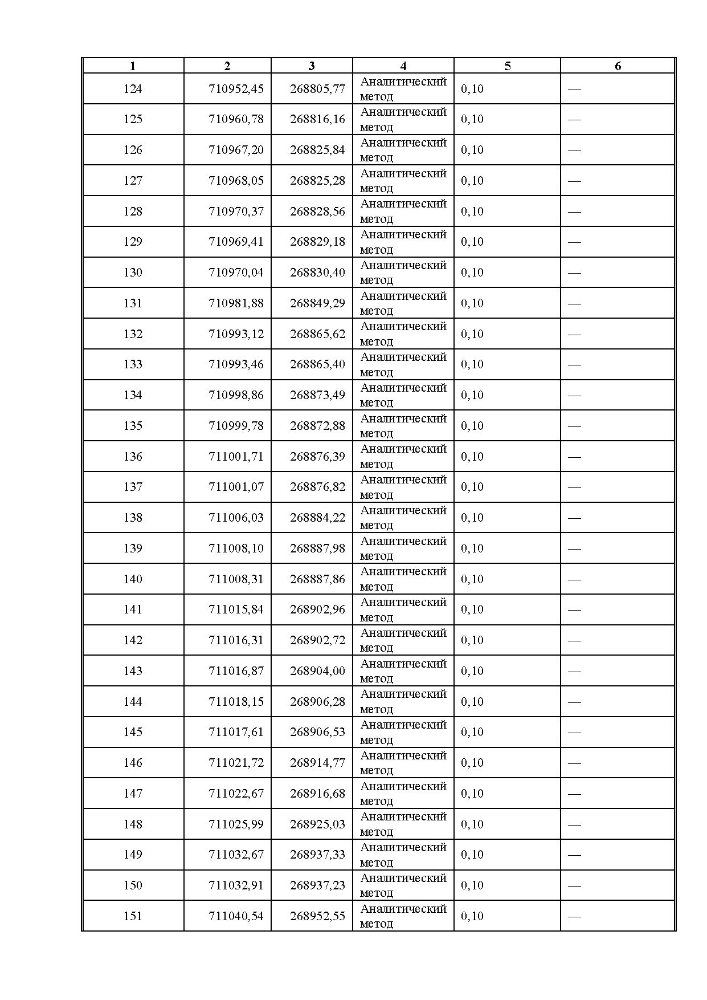 1 2 3 4 5 6
124 710952,45 268805,77 Аналитический метод 0,10 —
125 710960,78 268816,16 Аналитический метод 0,10 —
126 710967,20 268825,84 Аналитический метод 0,10 —
127 710968,05 268825,28 Аналитический метод 0,10 —
128 710970,37 268828,56 Аналитический метод 0,10 —
129 710969,41 268829,18 Аналитический метод 0,10 —
130 710970,04 268830,40 Аналитический метод 0,10 —
131 710981,88 268849,29 Аналитический метод 0,10 —
132 710993,12 268865,62 Аналитический метод 0,10 —
133 710993,46 268865,40 Аналитический метод 0,10 —
134 710998,86 268873,49 Аналитический метод 0,10 —
135 710999,78 268872,88 Аналитический метод 0,10 —
136 711001,71 268876,39 Аналитический метод 0,10 —
137 711001,07 268876,82 Аналитический метод 0,10 —
138 711006,03 268884,22 Аналитический метод 0,10 —
139 711008,10 268887,98 Аналитический метод 0,10 —
140 711008,31 268887,86 Аналитический метод 0,10 —
141 711015,84 268902,96 Аналитический метод 0,10 —
142 711016,31 268902,72 Аналитический метод 0,10 —
143 711016,87 268904,00 Аналитический метод 0,10 —
144 711018,15 268906,28 Аналитический метод 0,10 —
145 711017,61 268906,53 Аналитический метод 0,10 —
146 711021,72 268914,77 Аналитический метод 0,10 —
147 711022,67 268916,68 Аналитический метод 0,10 —
148 711025,99 268925,03 Аналитический метод 0,10 —
149 711032,67 268937,33 Аналитический метод 0,10 —
150 711032,91 268937,23 Аналитический метод 0,10 —
151 711040,54 268952,55 Аналитический метод 0,10 —